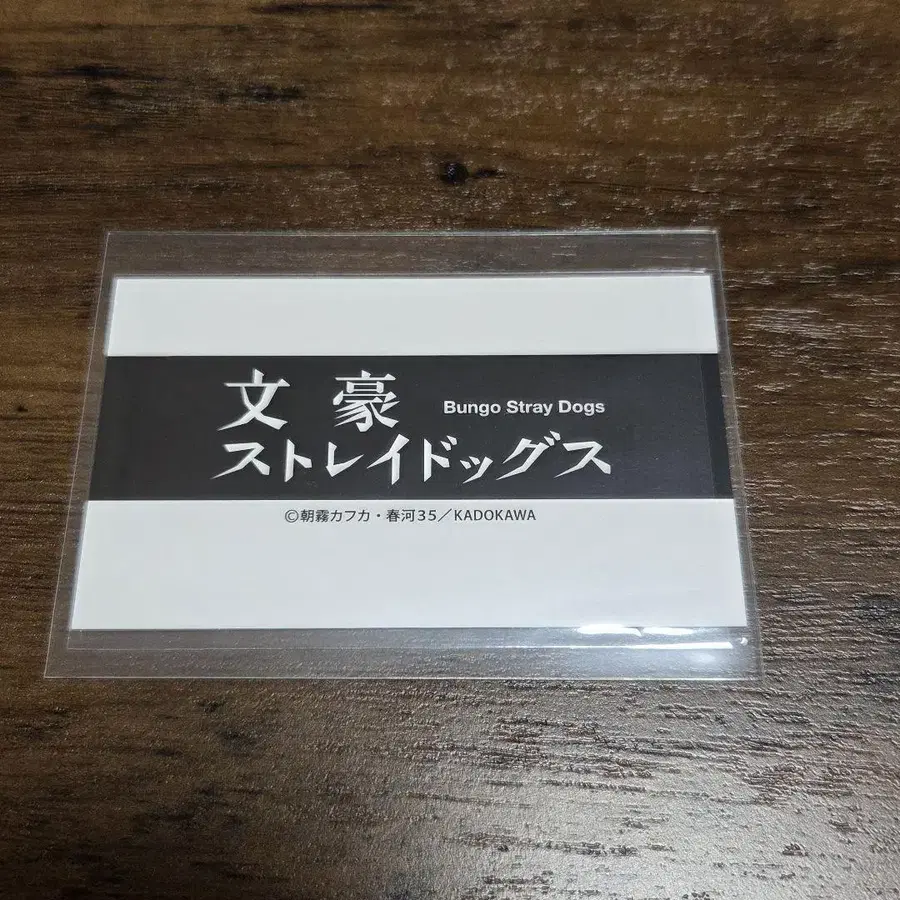 文豪 Bungo Stray Dogs
ストレイドッグス
©朝霧カフカ・春河35／KADOKAWA